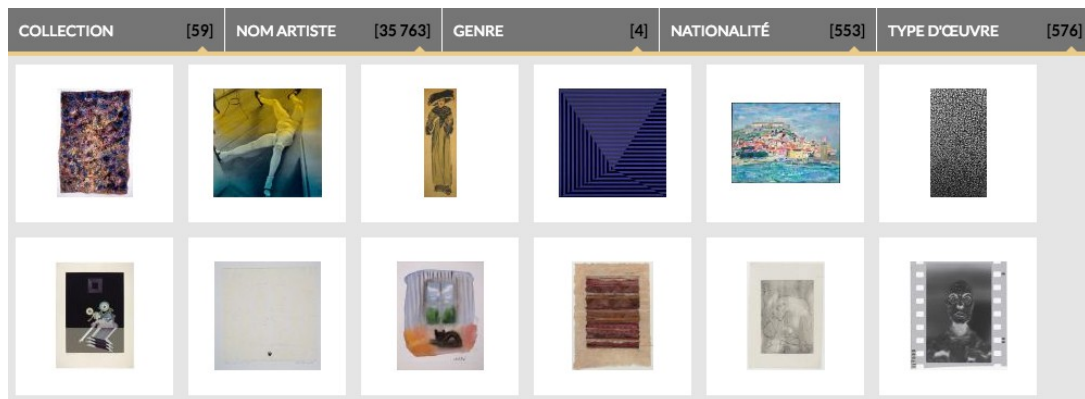 COLLECTION [59] NOM ARTISTE [35 763] GENRE [4] NATIONALITÉ [553] TYPE D'ŒUVRE [576]